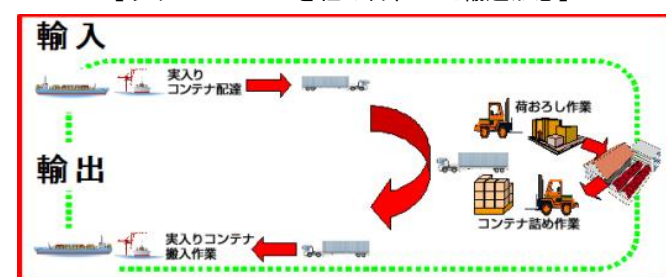 輸入
実入り
コンテナ配達
荷おろし作業
輸出
コンテナ詰め作業
実入りコンテナ
搬入作業